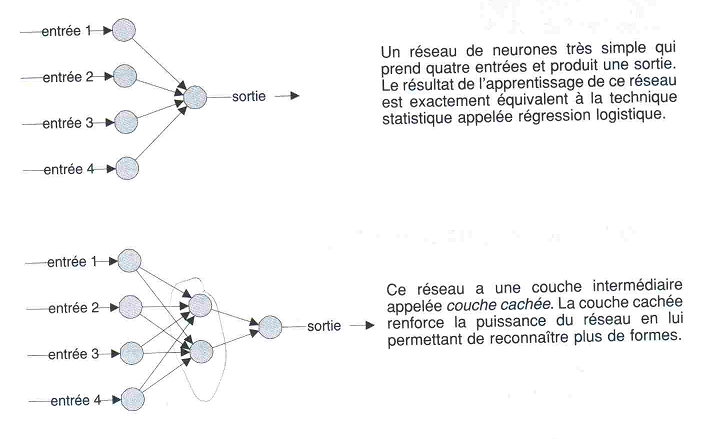 entrée 1
entrée 2
entrée 3
entrée 4
sortie
Un réseau de neurones très simple qui
prend quatre entrées et produit une sortie.
Le résultat de l'apprentissage de ce réseau
est exactement équivalent à la technique
statistique appelée régression logistique.
entrée 1
entrée 2
entrée 3
entrée 4
sortie
Ce réseau a une couche intermédiaire
appelée couche cachée. La couche cachée
renforce la puissance du réseau en lui
permettant de reconnaître plus de formes.